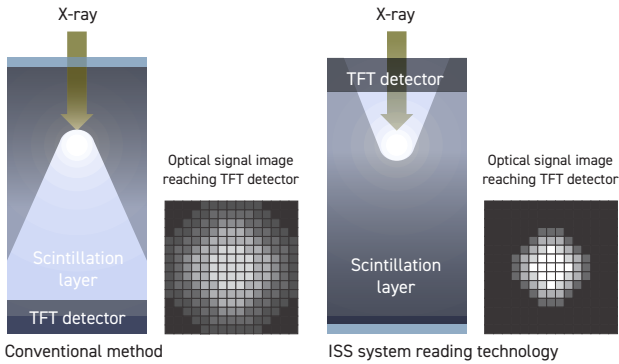 X-ray
Optical signal image
reaching TFT detector
Scintillation
layer
TFT detector
Conventional method
X-ray
TFT detector
Optical signal image
reaching TFT detector
Scintillation
layer
ISS system reading technology